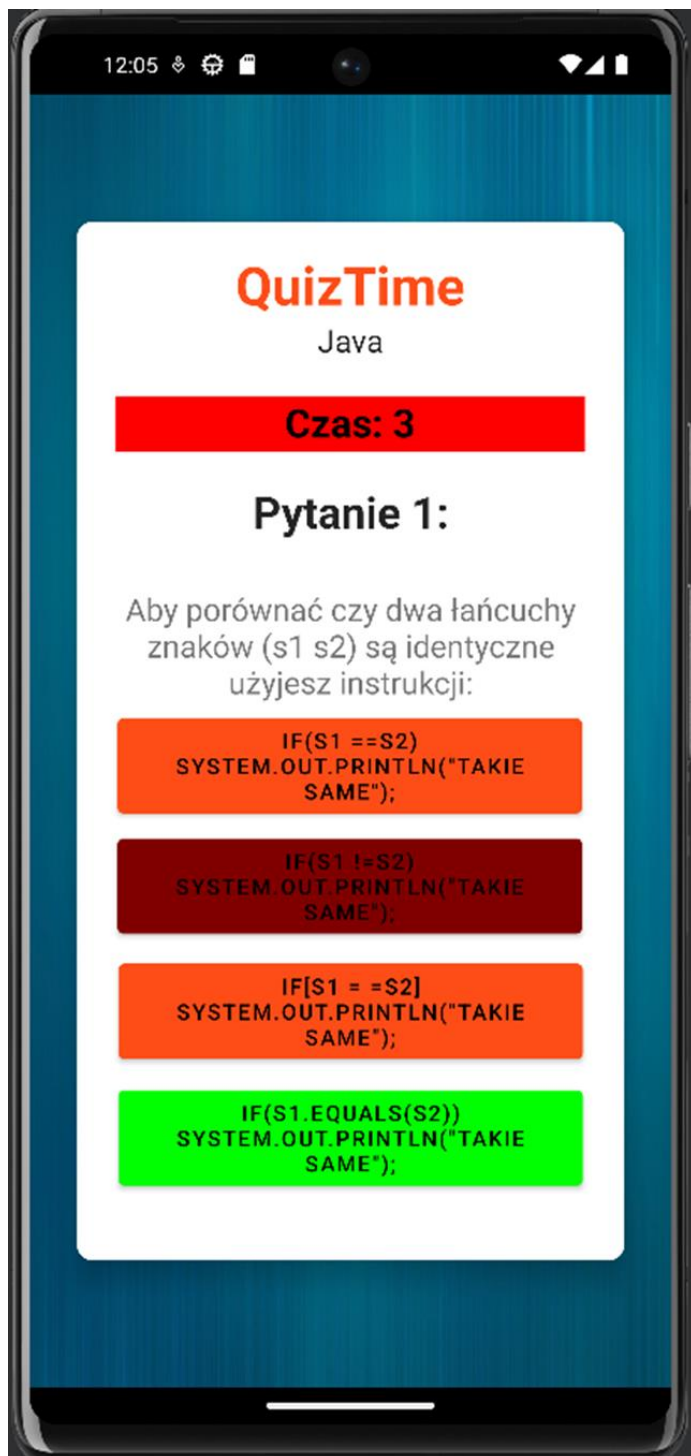 12:05
QuizTime
Java
Czas: 3
Pytanie 1:
Aby porównać czy dwa łańcuchy
znaków (s1 s2) są identyczne
użyjesz instrukcji:
IF(S1 ==S2)
SYSTEM.OUT.PRINTLN("TAKIE
SAME");
IF(S1 !=S2)
SYSTEM.OUT.PRINTLN("TAKIE
SAME");
IF[S1 = =S2]
SYSTEM.OUT.PRINTLN("TAKIE
SAME");
IF(S1.EQUALS(S2))
SYSTEM.OUT.PRINTLN("TAKIE
SAME");